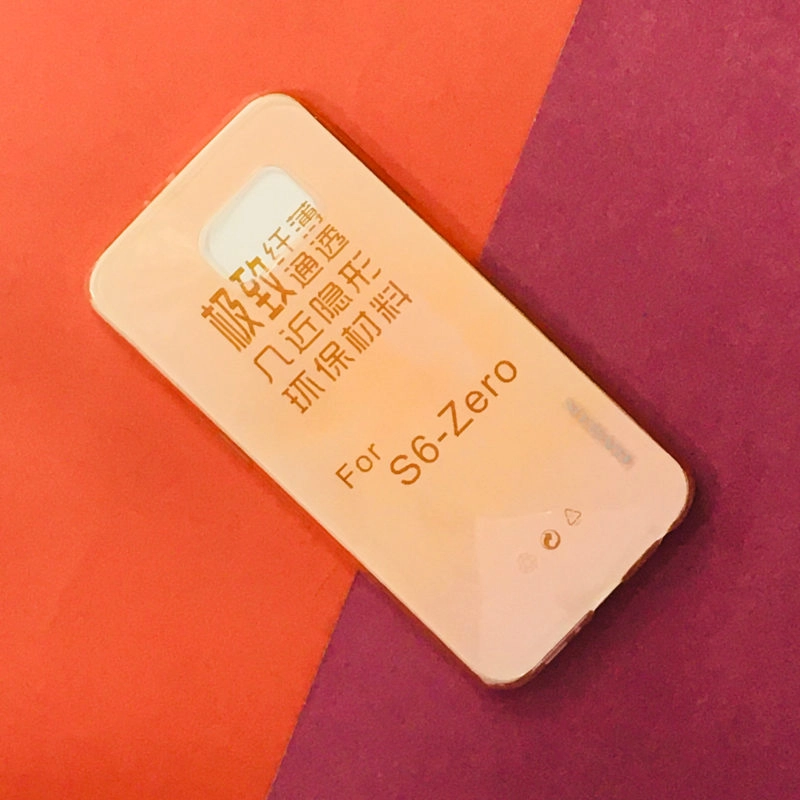 极致纤薄
通透
几近隐形
环保材料
For S6-Zero